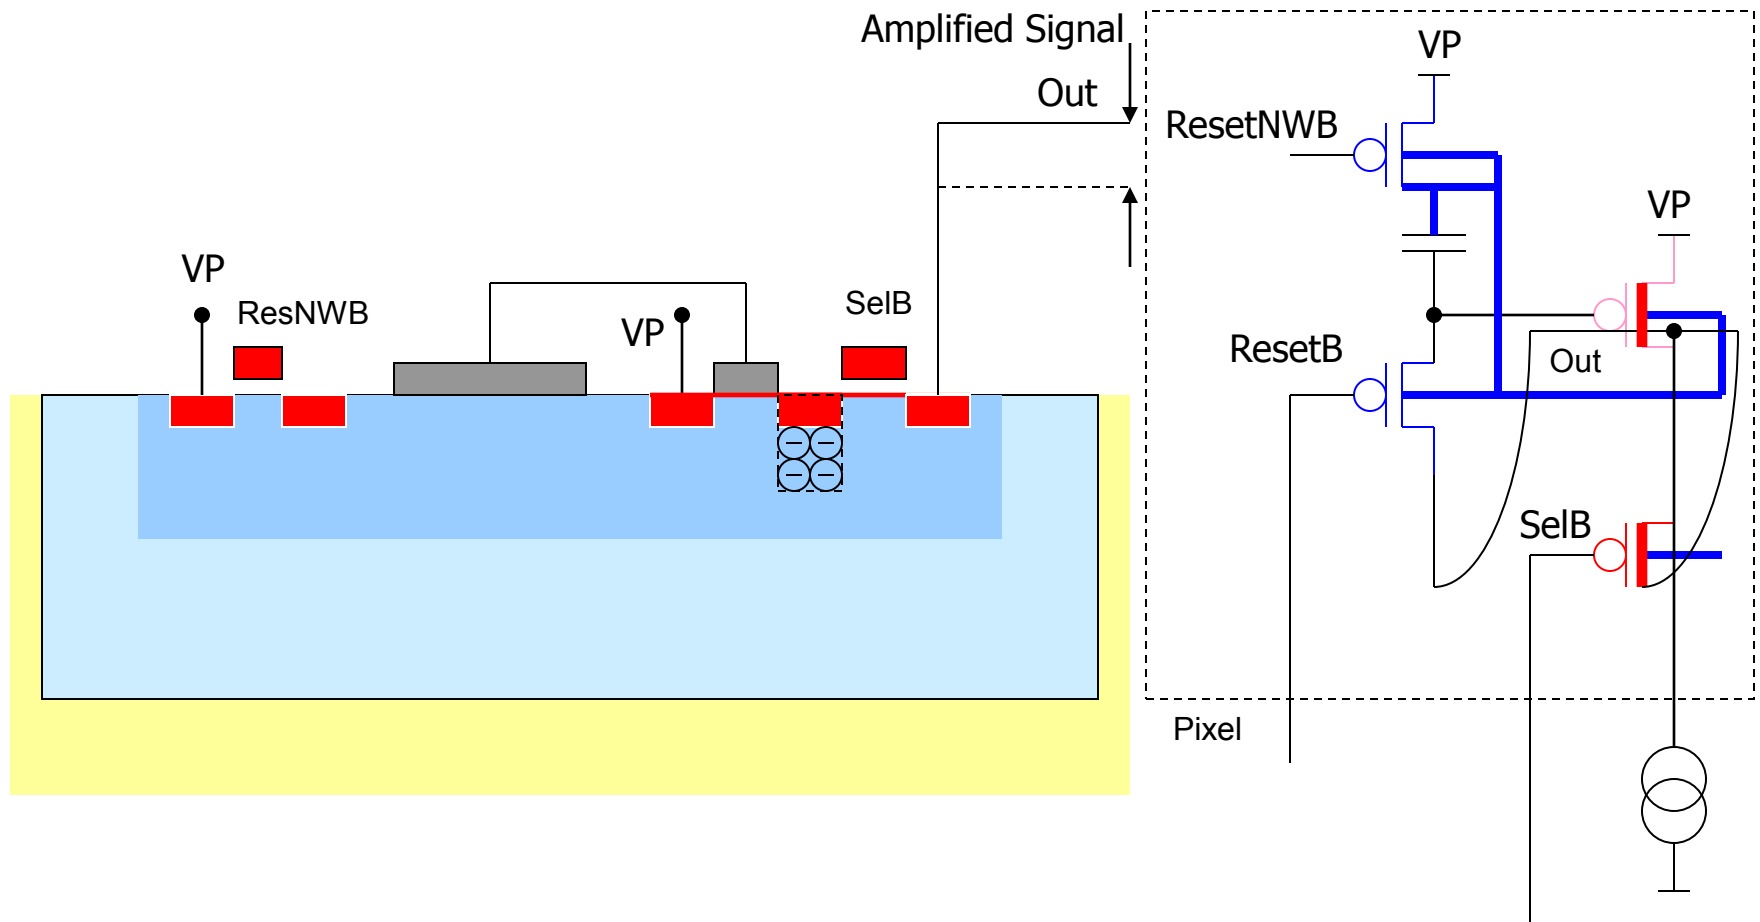 Amplified Signal
Out
VP
ResetNWB
VP
VP
ResNWB
VP
SelB
ResetB
Out
SelB
Pixel